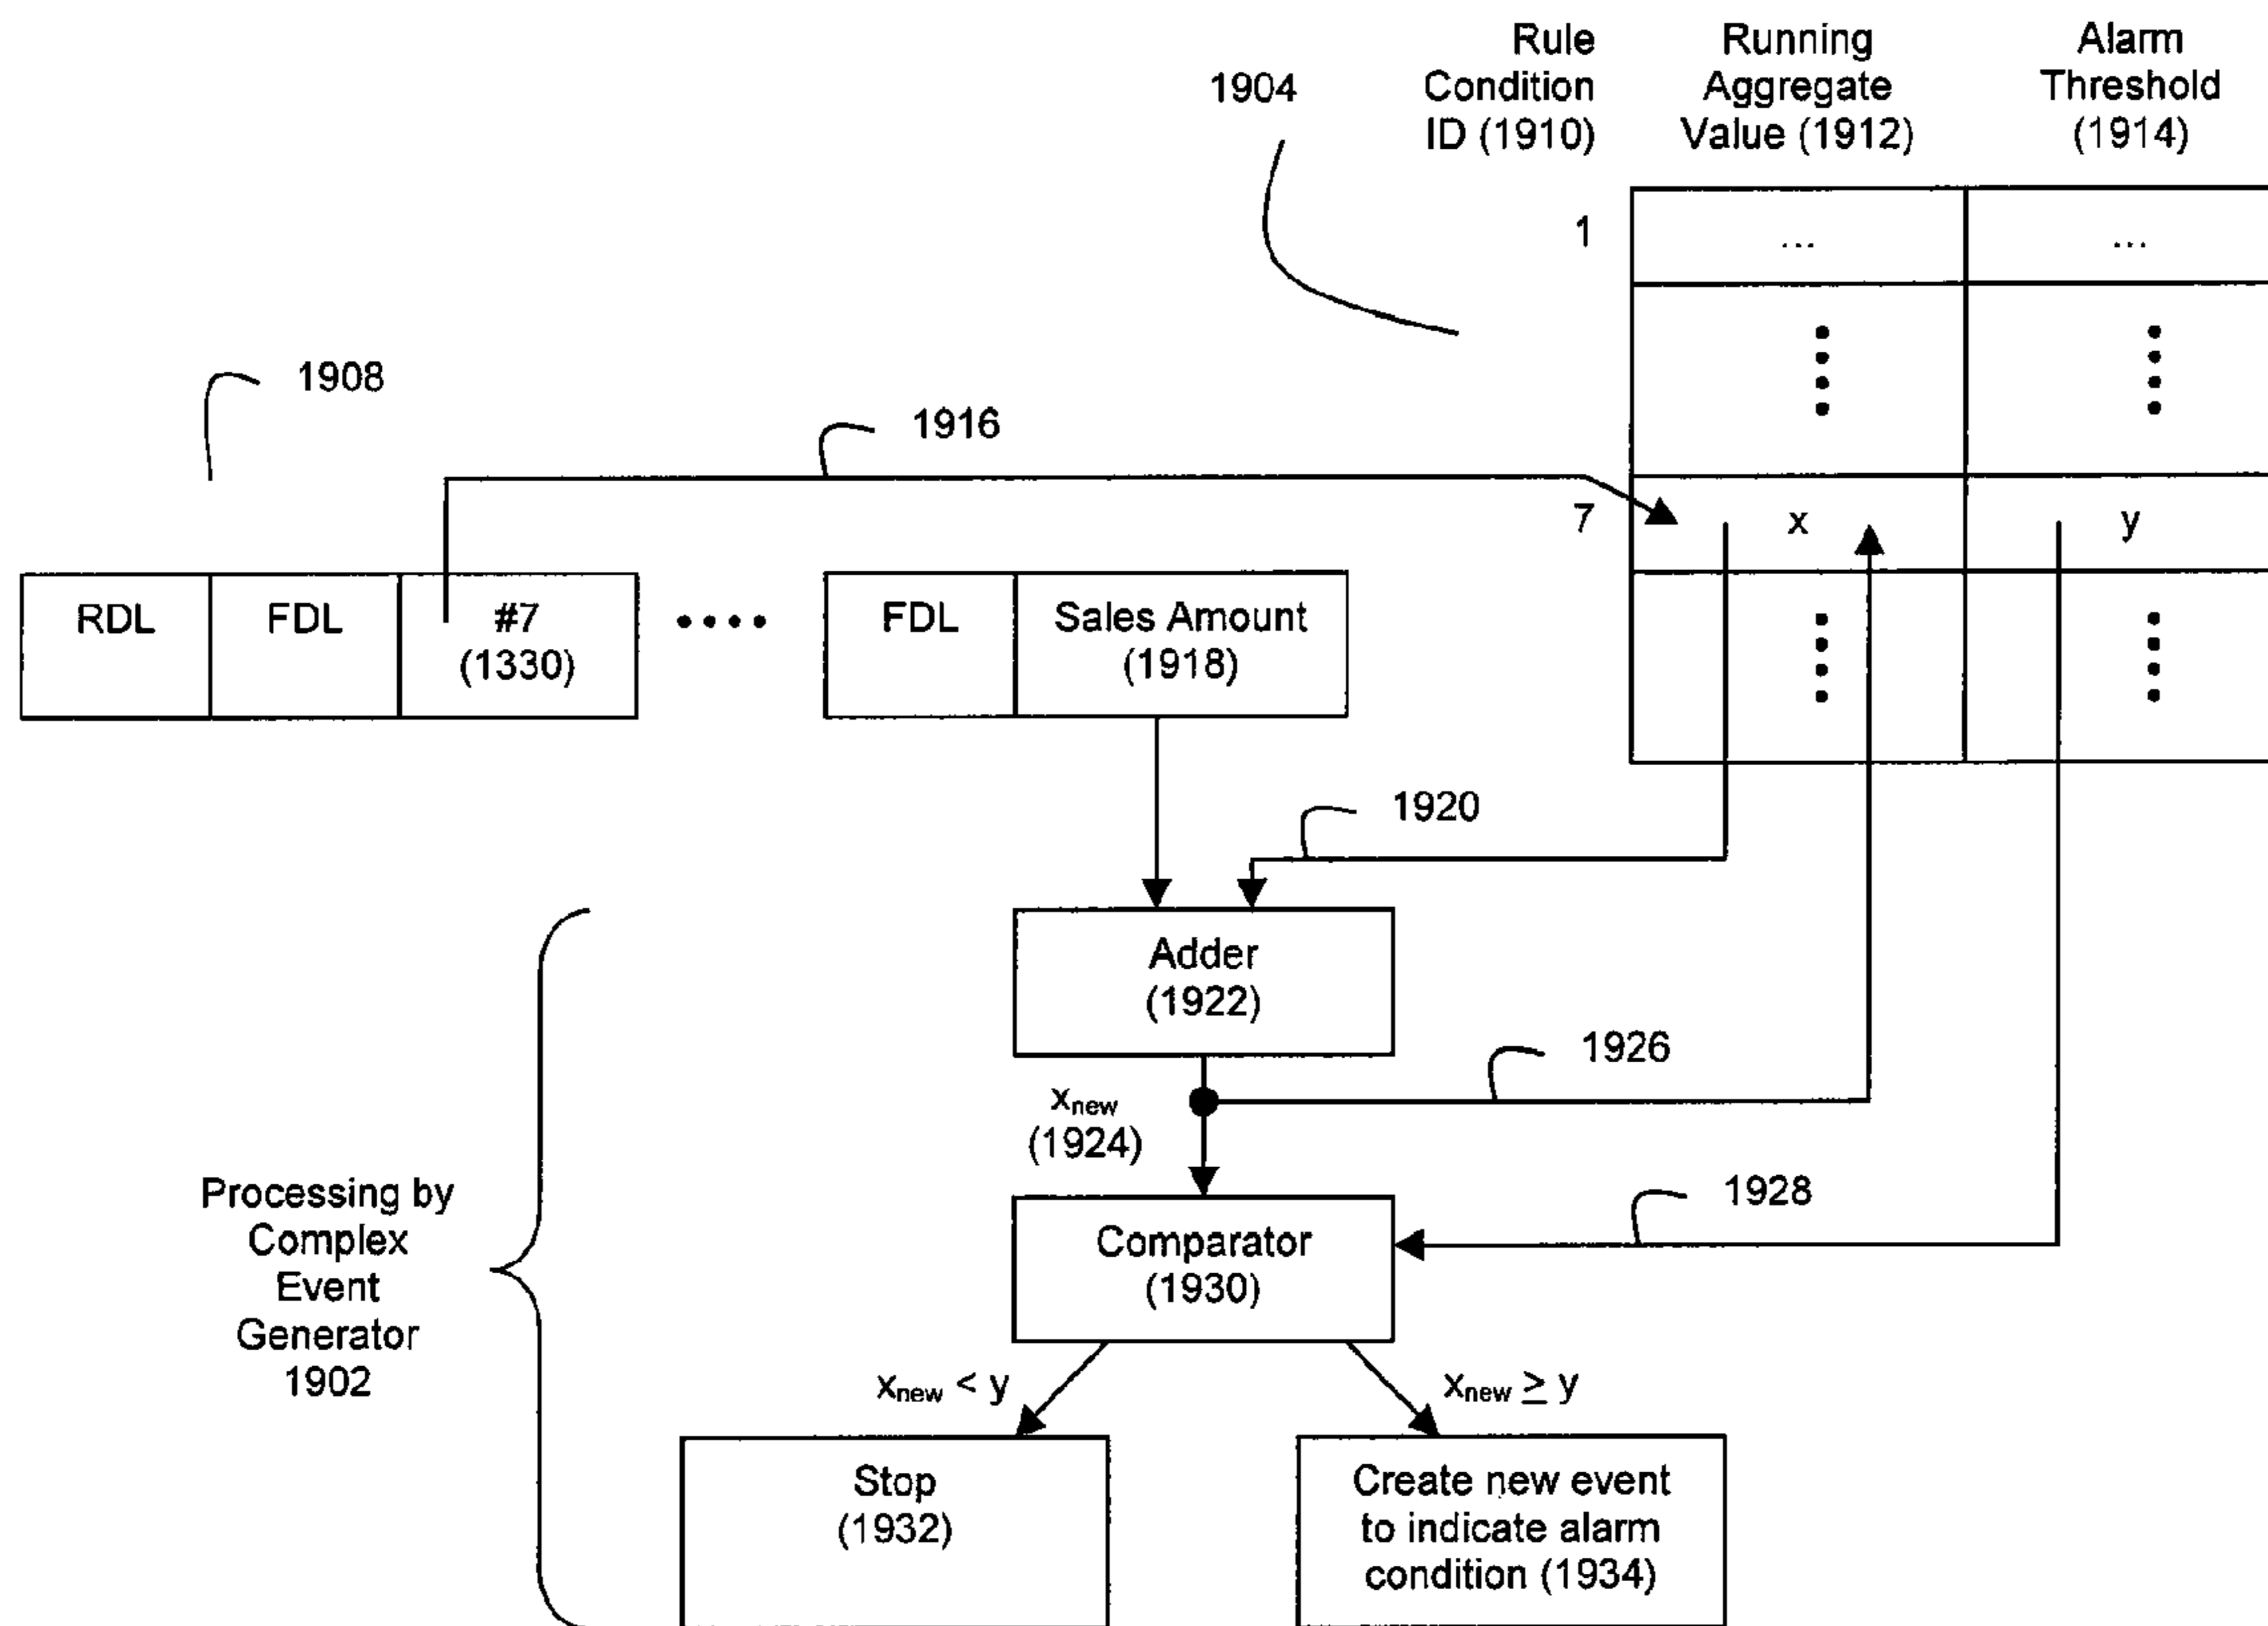 1904
Rule
Condition
ID (1910)
Running
Aggregate
Value (1912)
Alarm
Threshold
(1914)
1
...
...
1908
1916
7
x
y
RDL
FDL
#7
(1330)
FDL
Sales Amount
(1918)
1920
Adder
(1922)
1926
xnew
(1924)
1928
Processing by
Complex
Event
Generator
1902
Comparator
(1930)
xnew < y
xnew ≥ y
Stop
(1932)
Create new event
to indicate alarm
condition (1934)